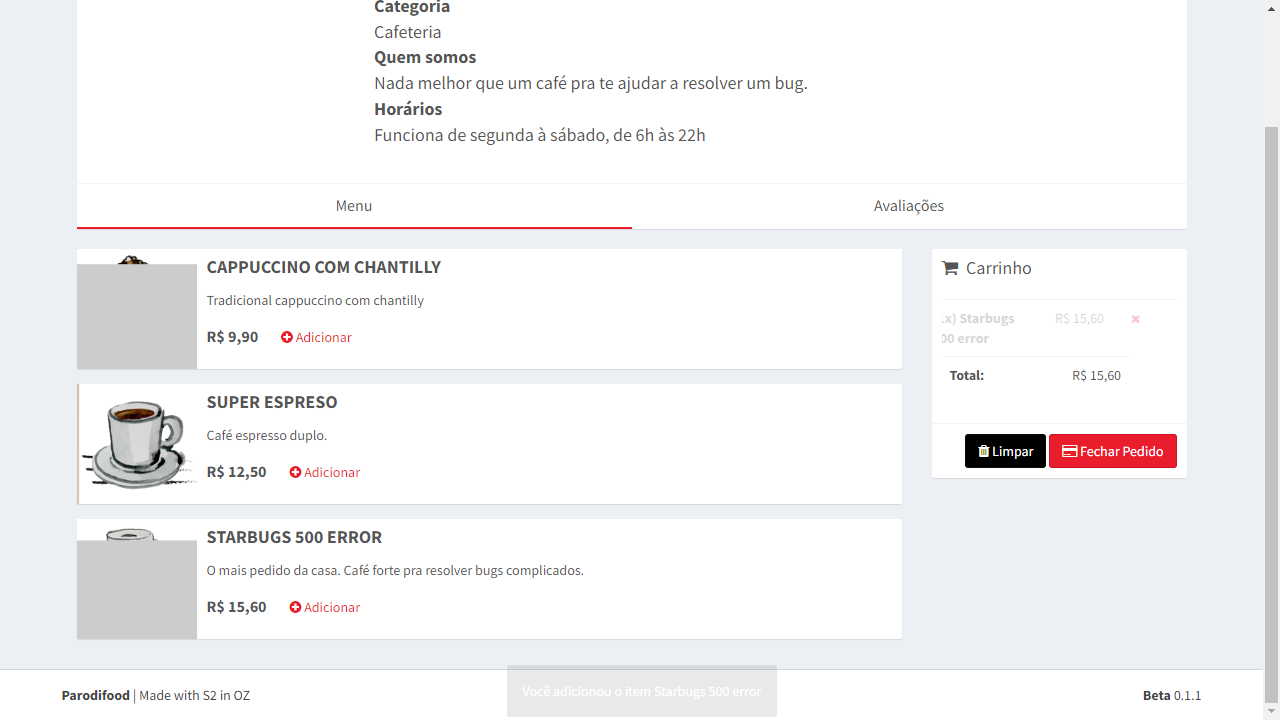 Categoria
Cafeteria
Quem somos
Nada melhor que um café pra te ajudar a resolver um bug.
Horários
Funciona de segunda à sábado, de 6h às 22h
Menu
Avaliações
CAPPUCCINO COM CHANTILLY
Tradicional cappuccino com chantilly
R$ 9,90 Adicionar
SUPER ESPRESO
Café espresso duplo.
R$ 12,50 Adicionar
STARBUGS 500 ERROR
O mais pedido da casa. Café forte pra resolver bugs complicados.
R$ 15,60 Adicionar
Carrinho
x) Starbugs R$ 15,60
00 error
Total: R$ 15,60
Limpar Fechar Pedido
Você adicionou o item Starbugs 500 error
Parodifood | Made with S2 in OZ
Beta 0.1.1